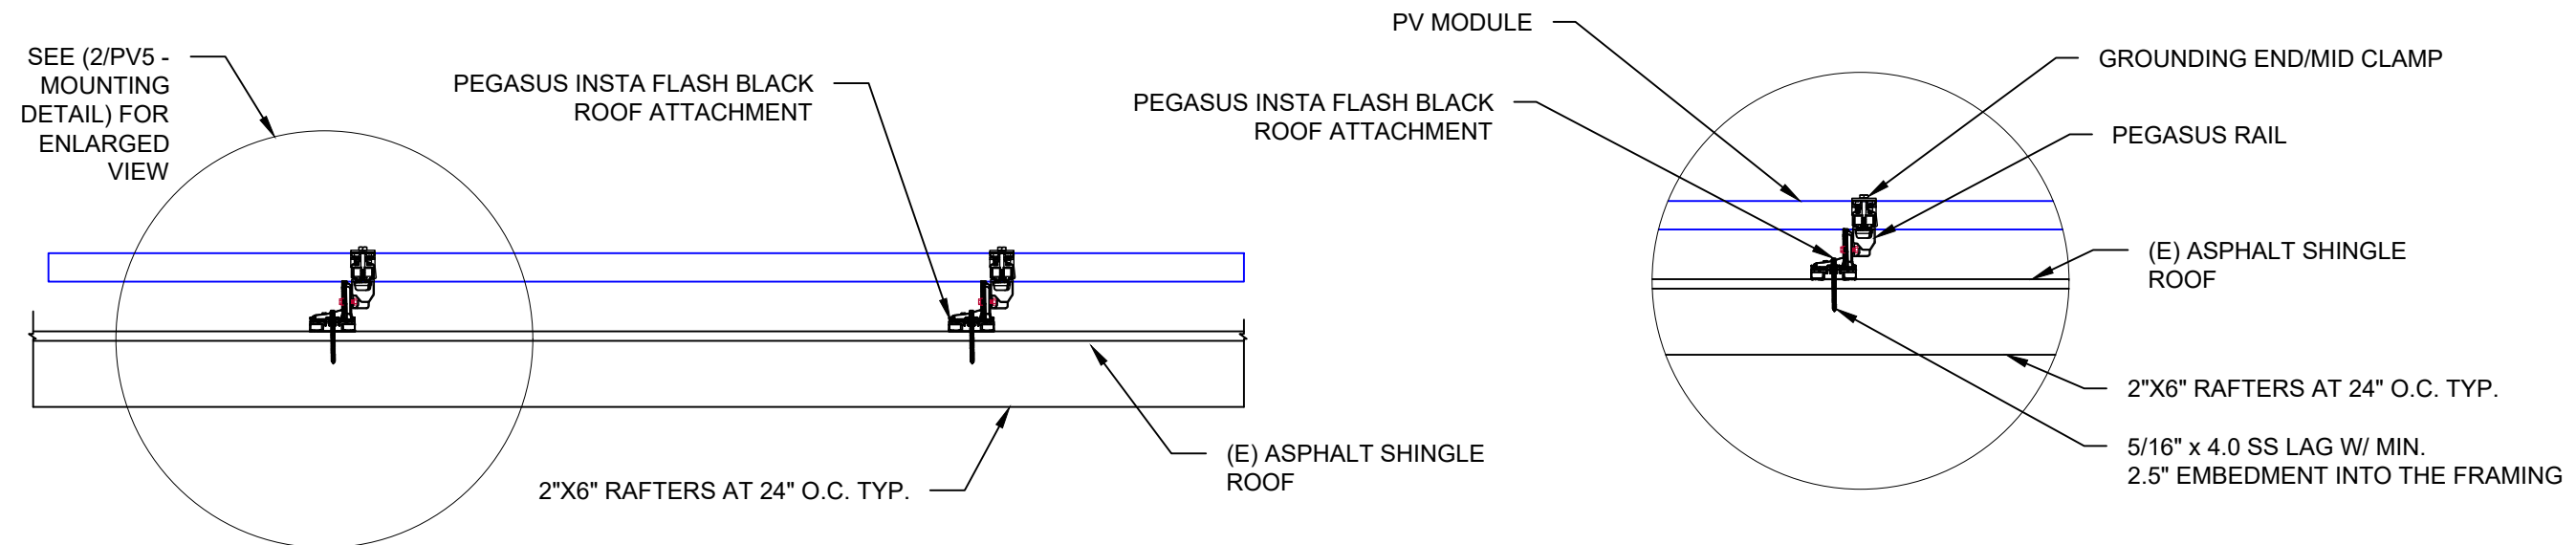 SEE (2/PV5 -
MOUNTING
DETAIL) FOR
ENLARGED
VIEW
PEGASUS INSTA FLASH BLACK
ROOF ATTACHMENT
(E) ASPHALT SHINGLE
ROOF
2"X6" RAFTERS AT 24" O.C. TYP.
PV MODULE
PEGASUS INSTA FLASH BLACK
ROOF ATTACHMENT
GROUNDING END/MID CLAMP
PEGASUS RAIL
(E) ASPHALT SHINGLE
ROOF
2"X6" RAFTERS AT 24" O.C. TYP.
5/16" x 4.0 SS LAG W/ MIN.
2.5" EMBEDMENT INTO THE FRAMING